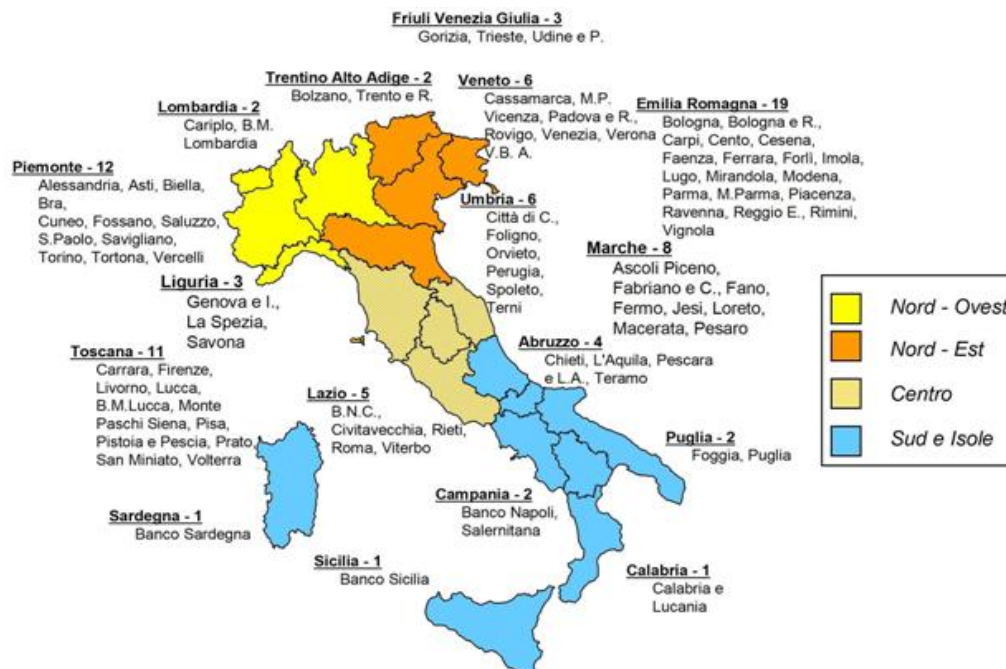 Friuli Venezia Giulia - 3
Gorizia, Trieste, Udine e P.
Trentino Alto Adige - 2
Bolzano, Trento e R.
Veneto - 6
Cassamarca, M.P.
Vicenza, Padova e R.,
Rovigo, Venezia, Verona
V.B. A.
Emilia Romagna - 19
Bologna, Bologna e R.,
Carpi, Cento, Cesena,
Faenza, Ferrara, Forlì, Imola,
Lugo, Mirandola, Modena,
Parma, M.Parma, Piacenza,
Ravenna, Reggio E., Rimini,
Vignola
Lombardia - 2
Cariplo, B.M.
Lombardia
Piemonte - 12
Alessandria, Asti, Biella,
Bra,
Cuneo, Fossano, Saluzzo,
S.Paolo, Savigliano,
Torino, Tortona, Vercelli
Umbria - 6
Città di C.,
Foligno,
Orvieto,
Perugia,
Spoleto,
Terni
Marche - 8
Ascoli Piceno,
Fabriano e C., Fano,
Fermo, Jesi, Loreto,
Macerata, Pesaro
Liguria - 3
Genova e I.,
La Spezia,
Savona
Nord - Ovest
Nord - Est
Centro
Sud e Isole
Toscana - 11
Carrara, Firenze,
Livorno, Lucca,
B.M.Lucca, Monte
Paschi Siena, Pisa,
Pistoia e Pescia, Prato,
San Miniato, Volterra
Abruzzo - 4
Chieti, L'Aquila, Pescara
e L.A., Teramo
Lazio - 5
B.N.C.,
Civitavecchia, Rieti,
Roma, Viterbo
Puglia - 2
Foggia, Puglia
Campania - 2
Banco Napoli,
Salernitana
Sardegna - 1
Banco Sardegna
Sicilia - 1
Banco Sicilia
Calabria - 1
Calabria e
Lucania